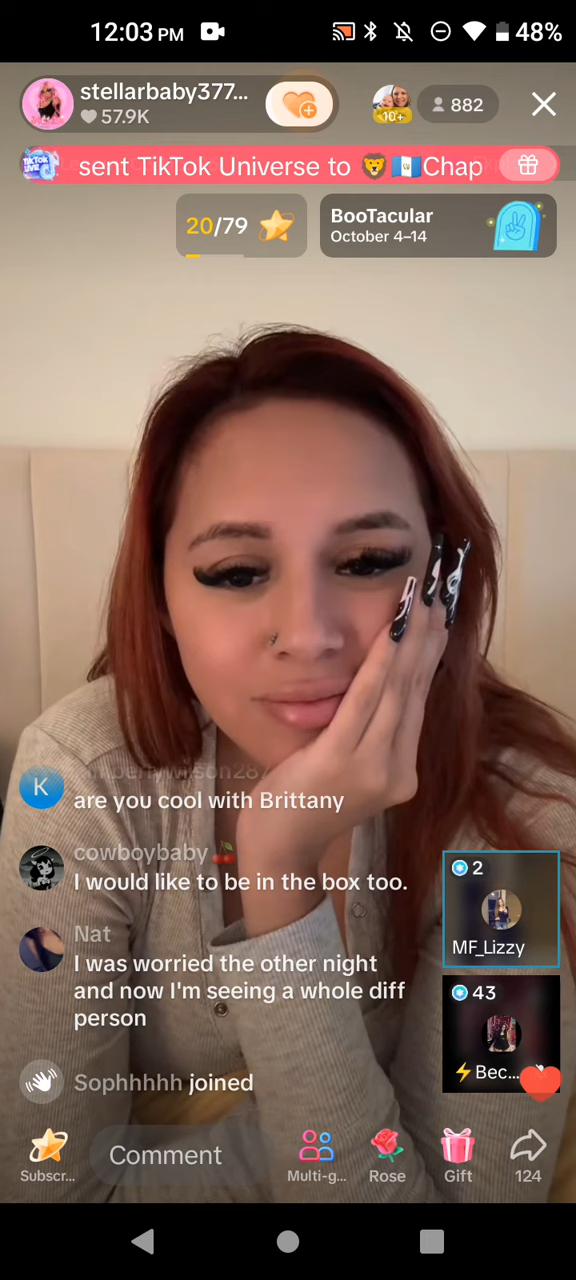 12:03 PM
48%
stellarbaby377...
57.9K
10+
882
sent TikTok Universe to 🦁🇬🇹Chap
20/79
BooTacular
October 4–14
K
are you cool with Brittany
cowboybaby🍒
I would like to be in the box too.
Nat
I was worried the other night
and now I'm seeing a whole diff
person
Sophhhhh joined
2
MF_Lizzy
43
⚡Bec...
Comment
Subscr...
Multi-g...
Rose
Gift
124